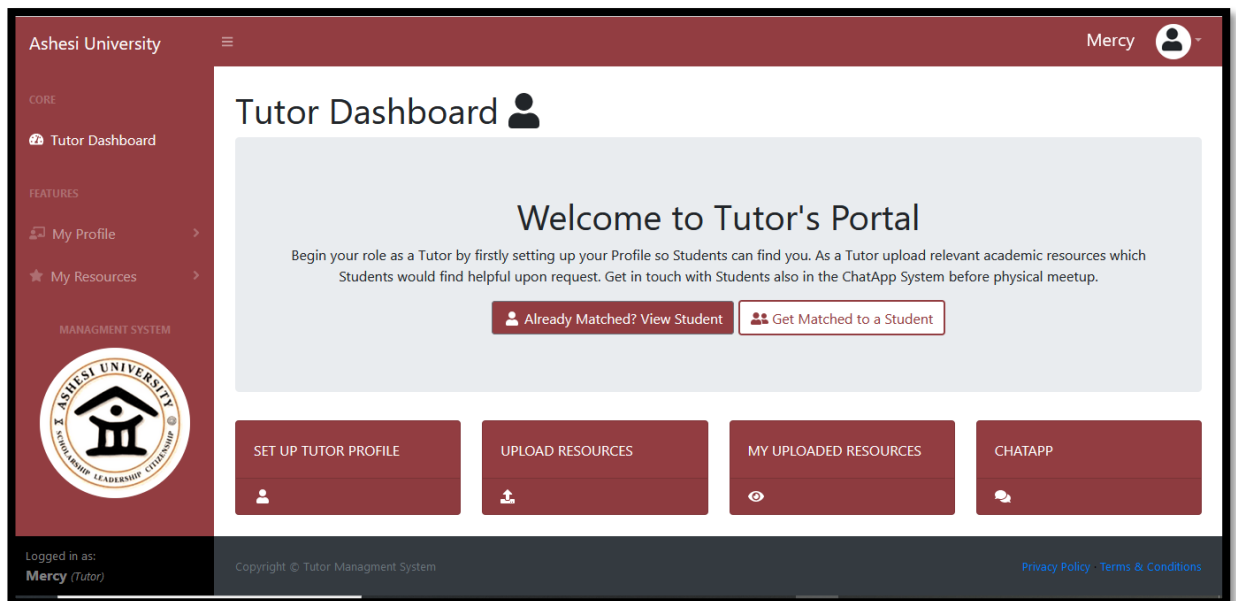 Ashesi University
Mercy
CORE
Tutor Dashboard
FEATURES
My Profile
My Resources
MANAGMENT SYSTEM
ASHESI UNIVERSITY
SCHOLARSHIP LEADERSHIP CITIZENSHIP
Logged in as:
Mercy (Tutor)
Tutor Dashboard
Welcome to Tutor's Portal
Begin your role as a Tutor by firstly setting up your Profile so Students can find you. As a Tutor upload relevant academic resources which
Students would find helpful upon request. Get in touch with Students also in the ChatApp System before physical meetup.
Already Matched? View Student
Get Matched to a Student
SET UP TUTOR PROFILE
UPLOAD RESOURCES
MY UPLOADED RESOURCES
CHATAPP
Copyright © Tutor Managment System
Privacy Policy · Terms & Conditions